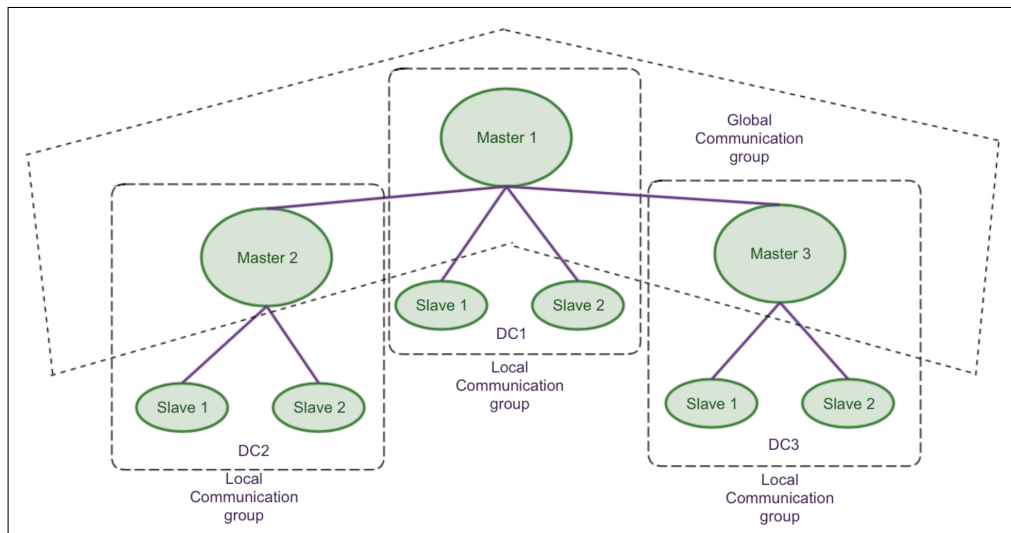 Master 1
Global
Communication
group
Master 2
Master 3
Slave 1
Slave 2
DC1
Local
Communication
group
Slave 1
Slave 2
DC2
Local
Communication
group
Slave 1
Slave 2
DC3
Local
Communication
group